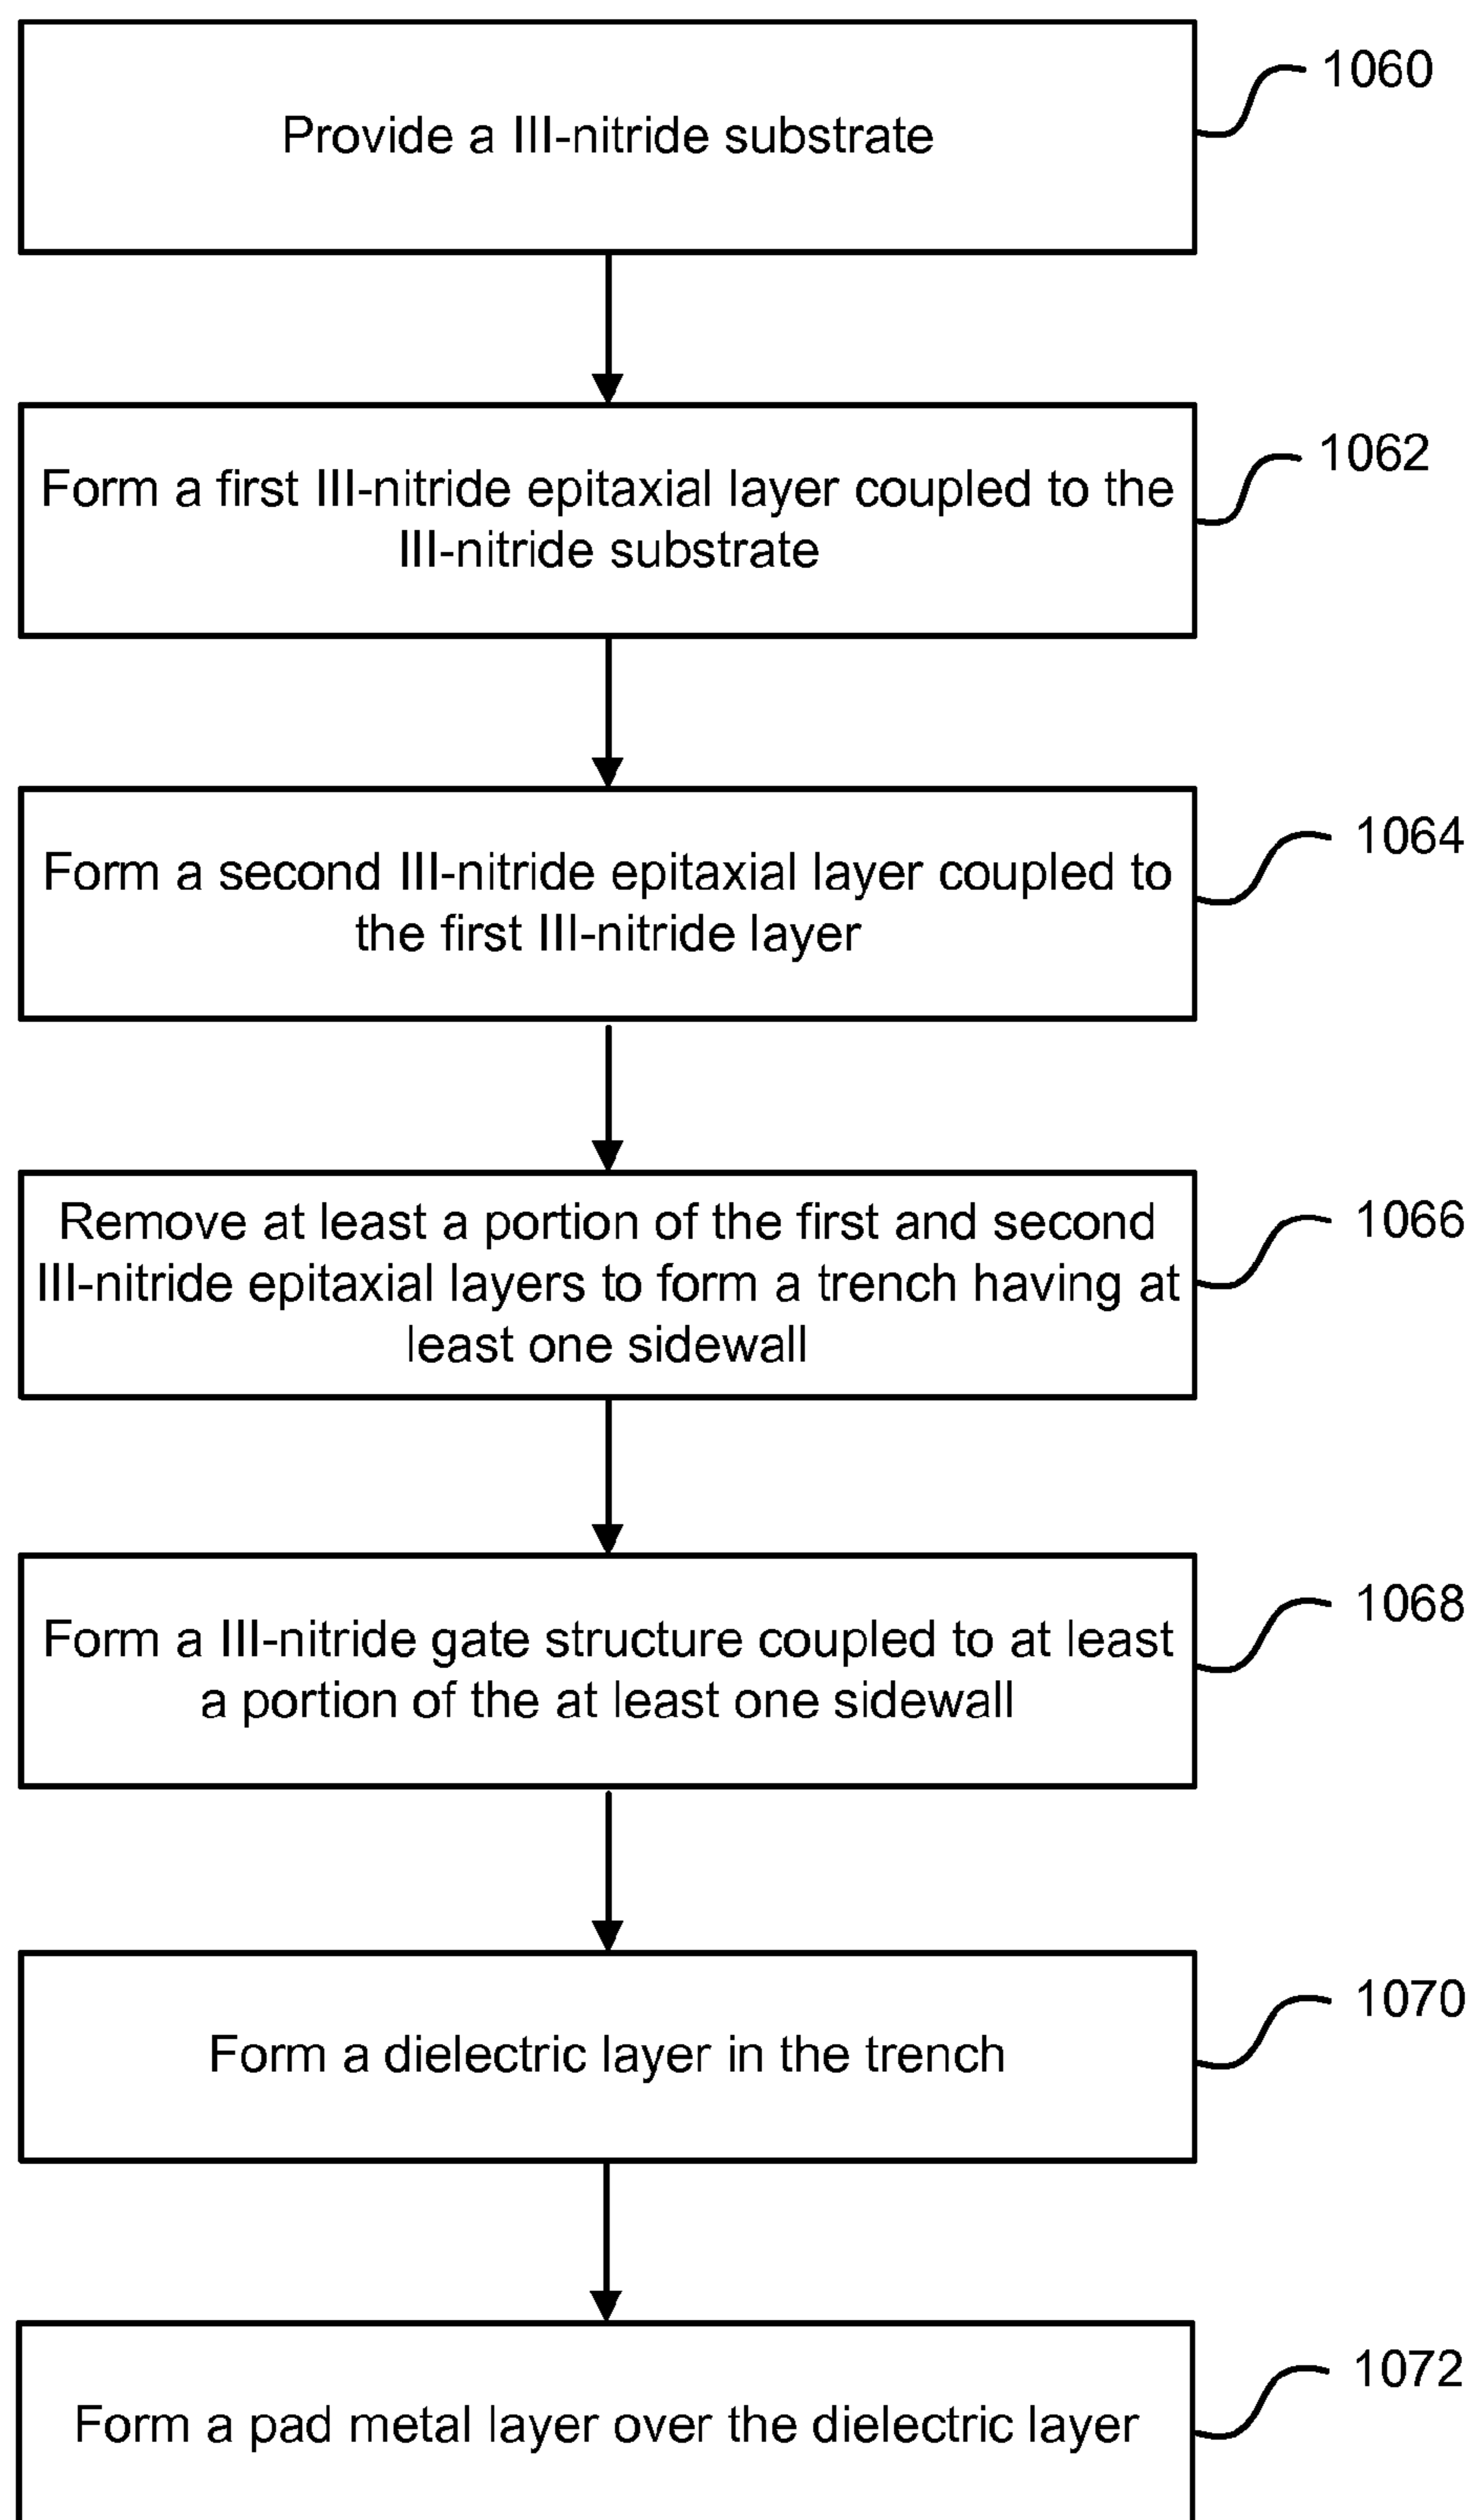 Provide a III-nitride substrate
1060
Form a first III-nitride epitaxial layer coupled to the
III-nitride substrate
1062
Form a second III-nitride epitaxial layer coupled to
the first III-nitride layer
1064
Remove at least a portion of the first and second
III-nitride epitaxial layers to form a trench having at
least one sidewall
1066
Form a III-nitride gate structure coupled to at least
a portion of the at least one sidewall
1068
Form a dielectric layer in the trench
1070
Form a pad metal layer over the dielectric layer
1072